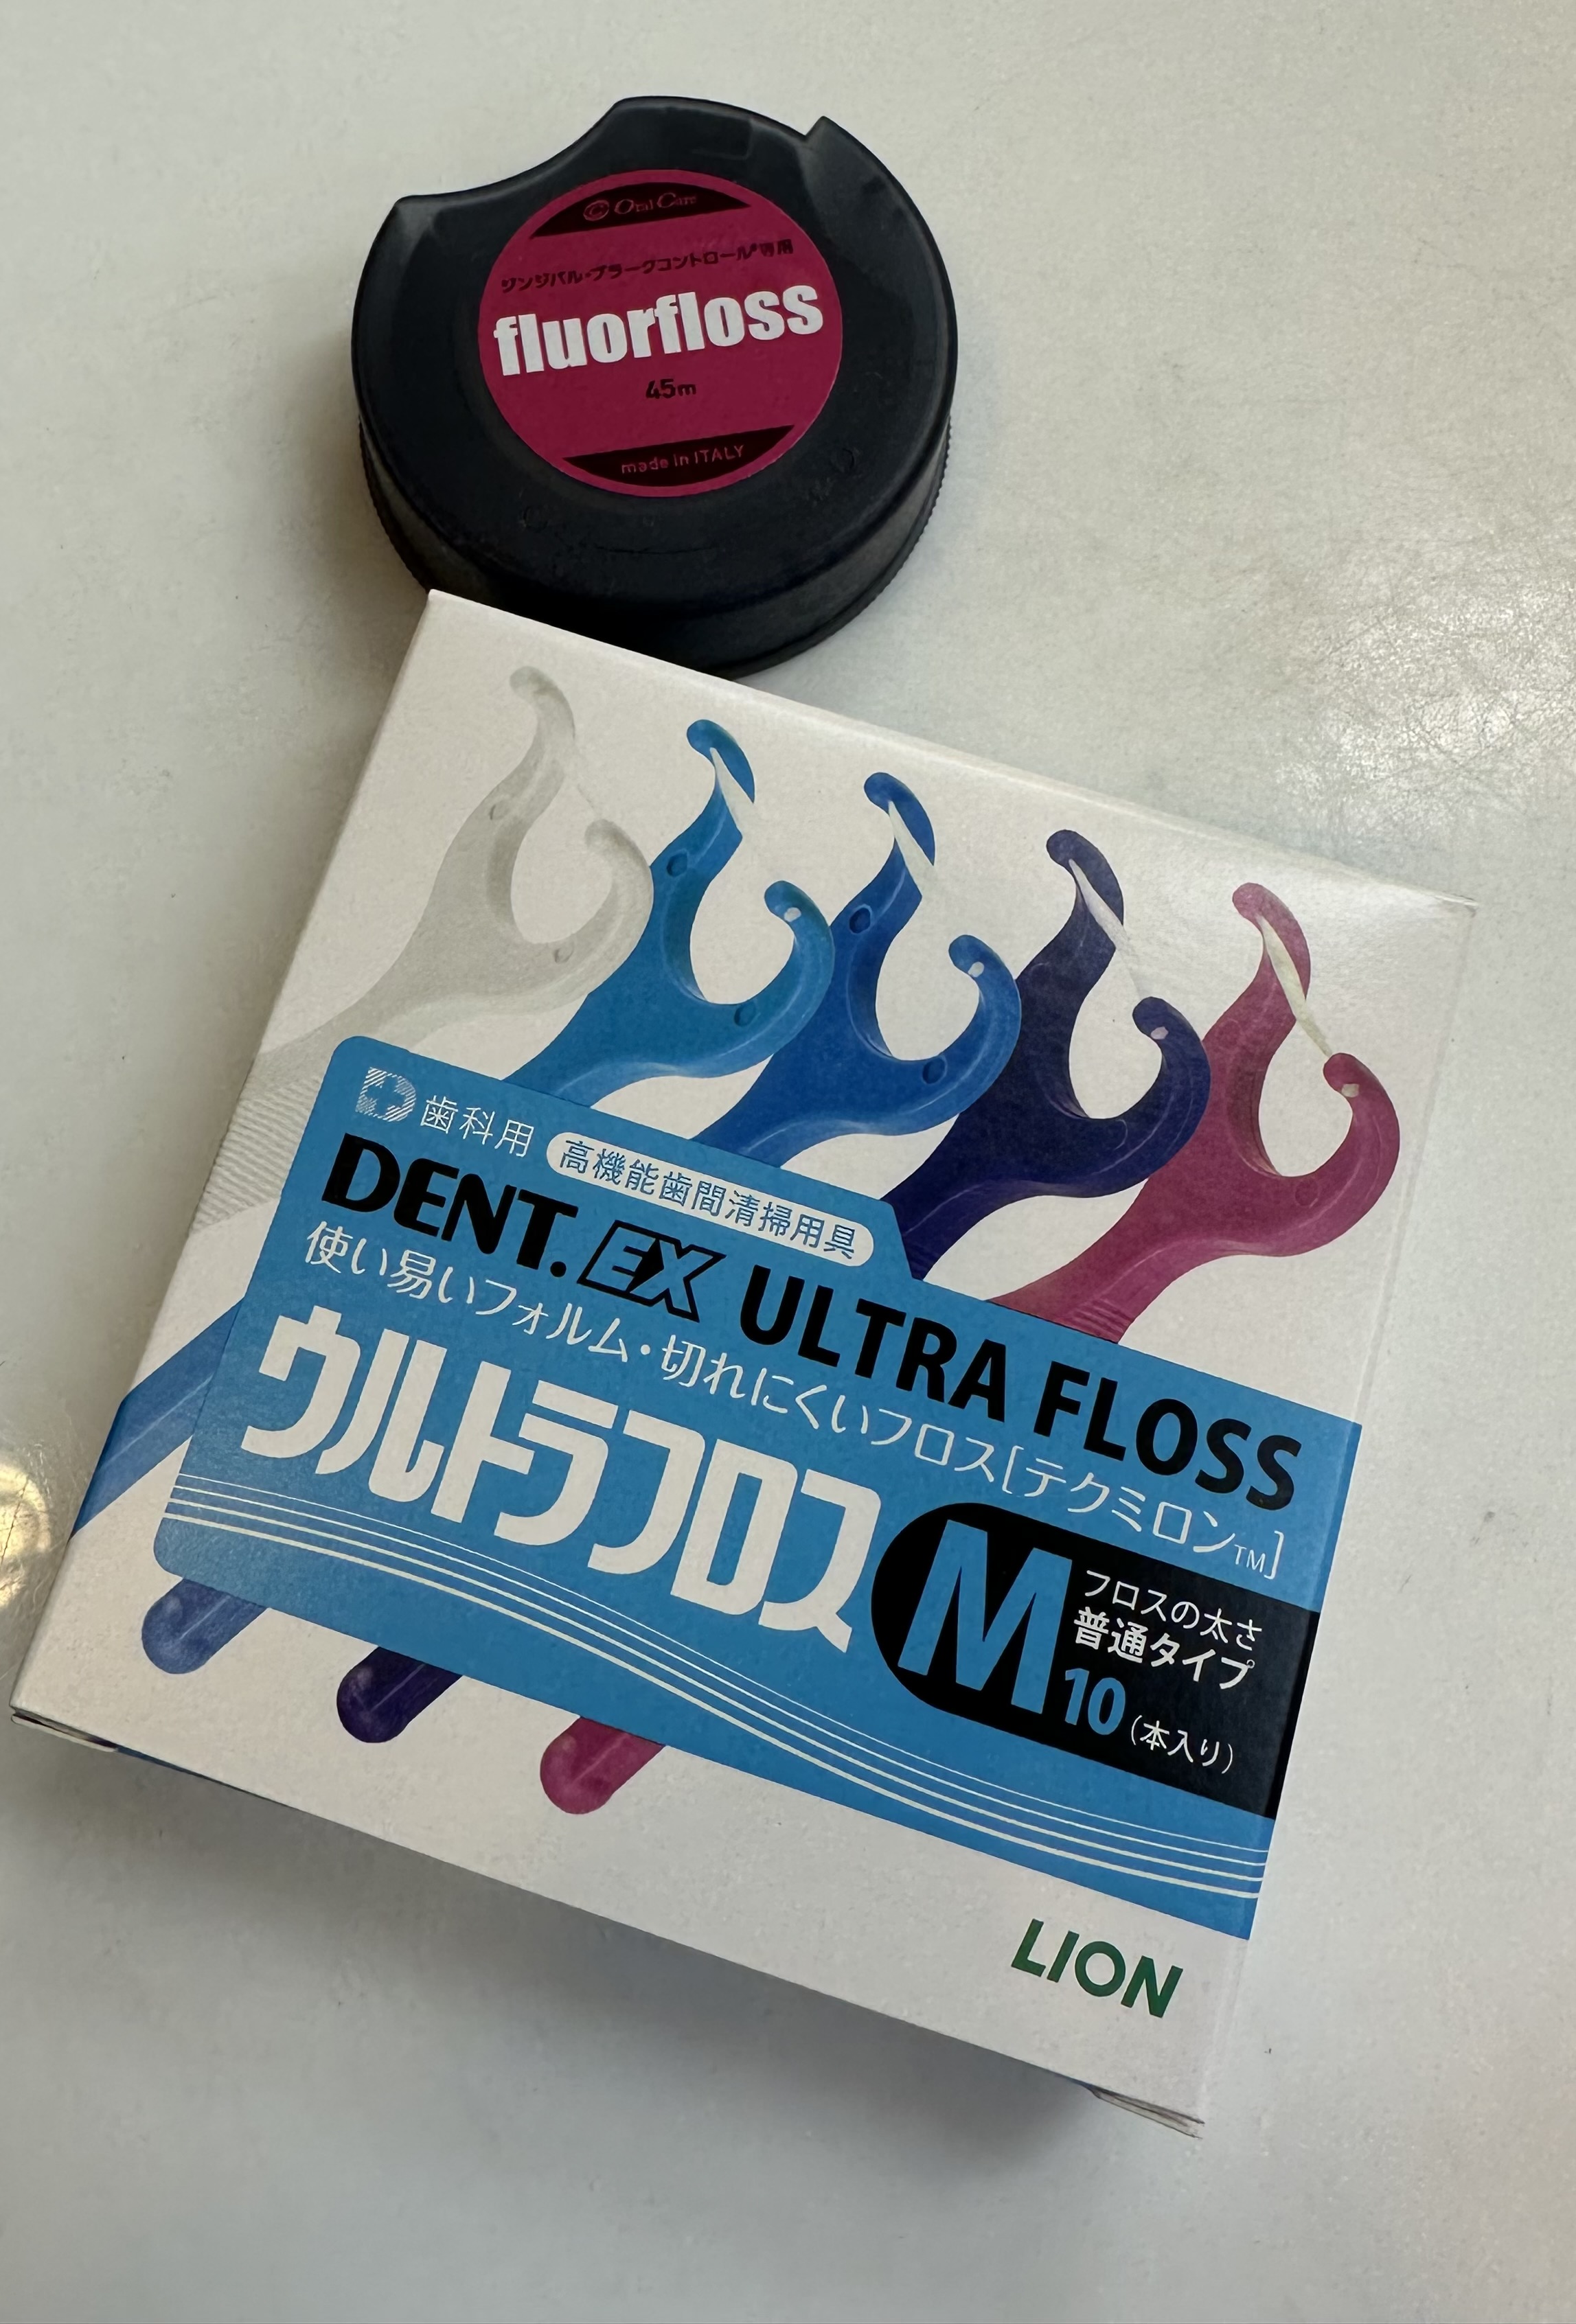 © Oral Care
ジンジバル・プラークコントロール®専用
fluorfloss
45m
made in ITALY
歯科用
高機能歯間清掃用具
DENT.EX ULTRA FLOSS
使い易いフォルム・切れにくいフロス[テクミロンTM]
ウルトラフロス
M
フロスの太さ
普通タイプ
10(本入り)
LION